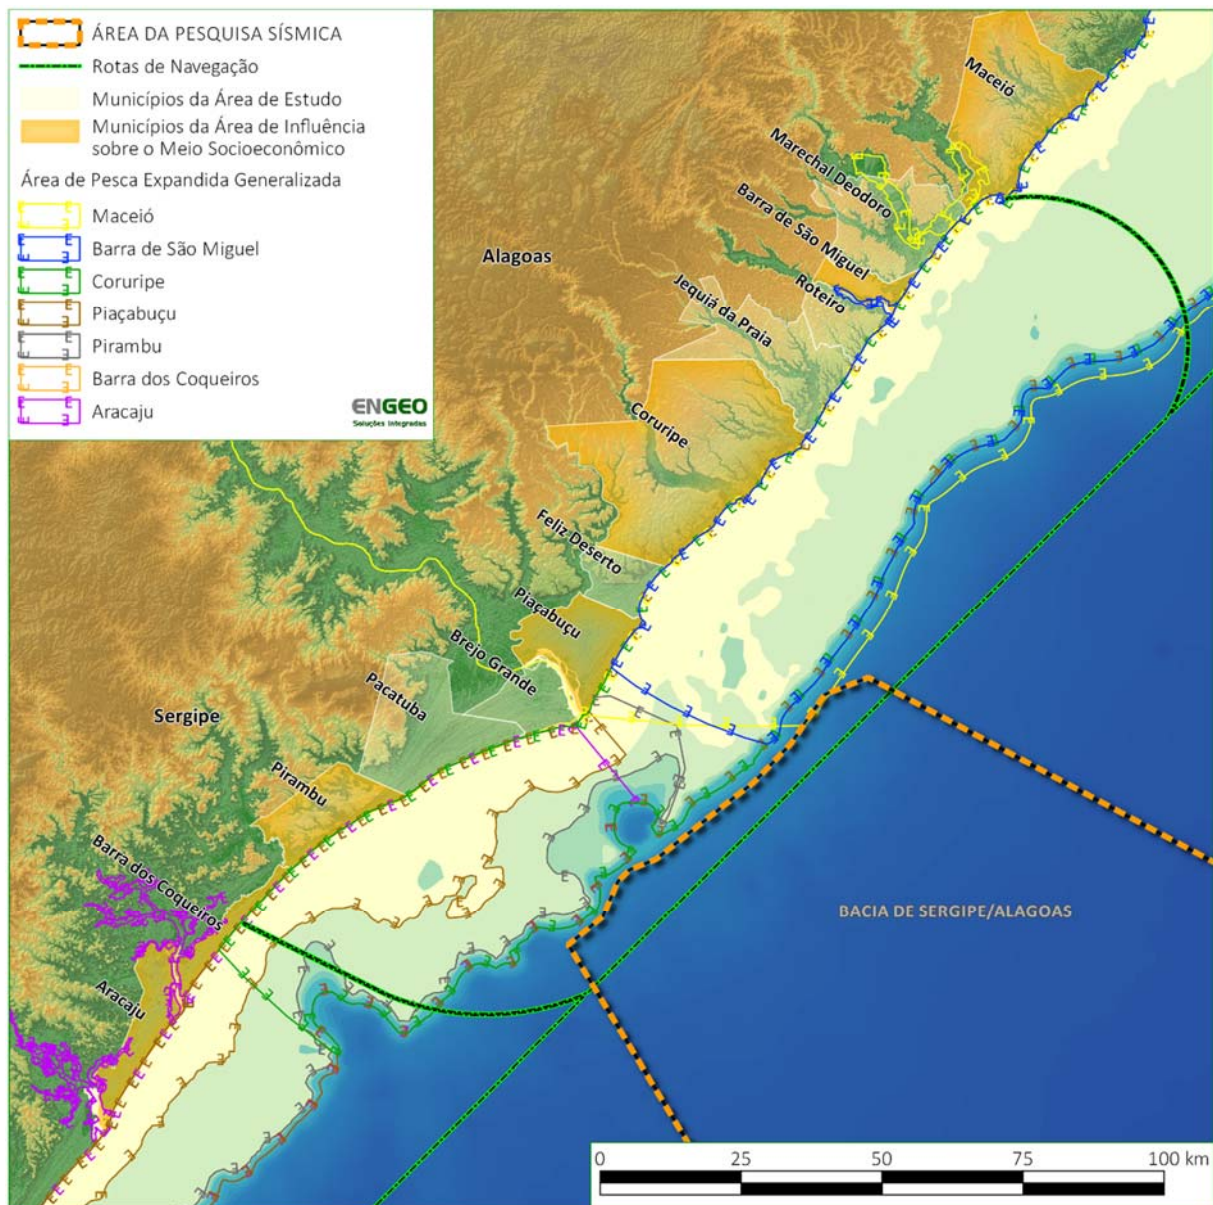 ÁREA DA PESQUISA SÍSMICA
Rotas de Navegação
Municípios da Área de Estudo
Municípios da Área de Influência
sobre o Meio Socioeconômico
Área de Pesca Expandida Generalizada
Maceió
Barra de São Miguel
Coruripe
Piaçabuçu
Pirambu
Barra dos Coqueiros
Aracaju
ENGEO
Soluções Integradas
Maceió
Marechal Deodoro
Barra de São Miguel
Alagoas
Roteiro
Jequiá da Praia
Coruripe
Feliz Deserto
Piaçabuçu
Brejo Grande
Pacatuba
Sergipe
Pirambu
Barra dos Coqueiros
Aracaju
BACIA DE SERGIPE/ALAGOAS
0 25 50 75 100 km